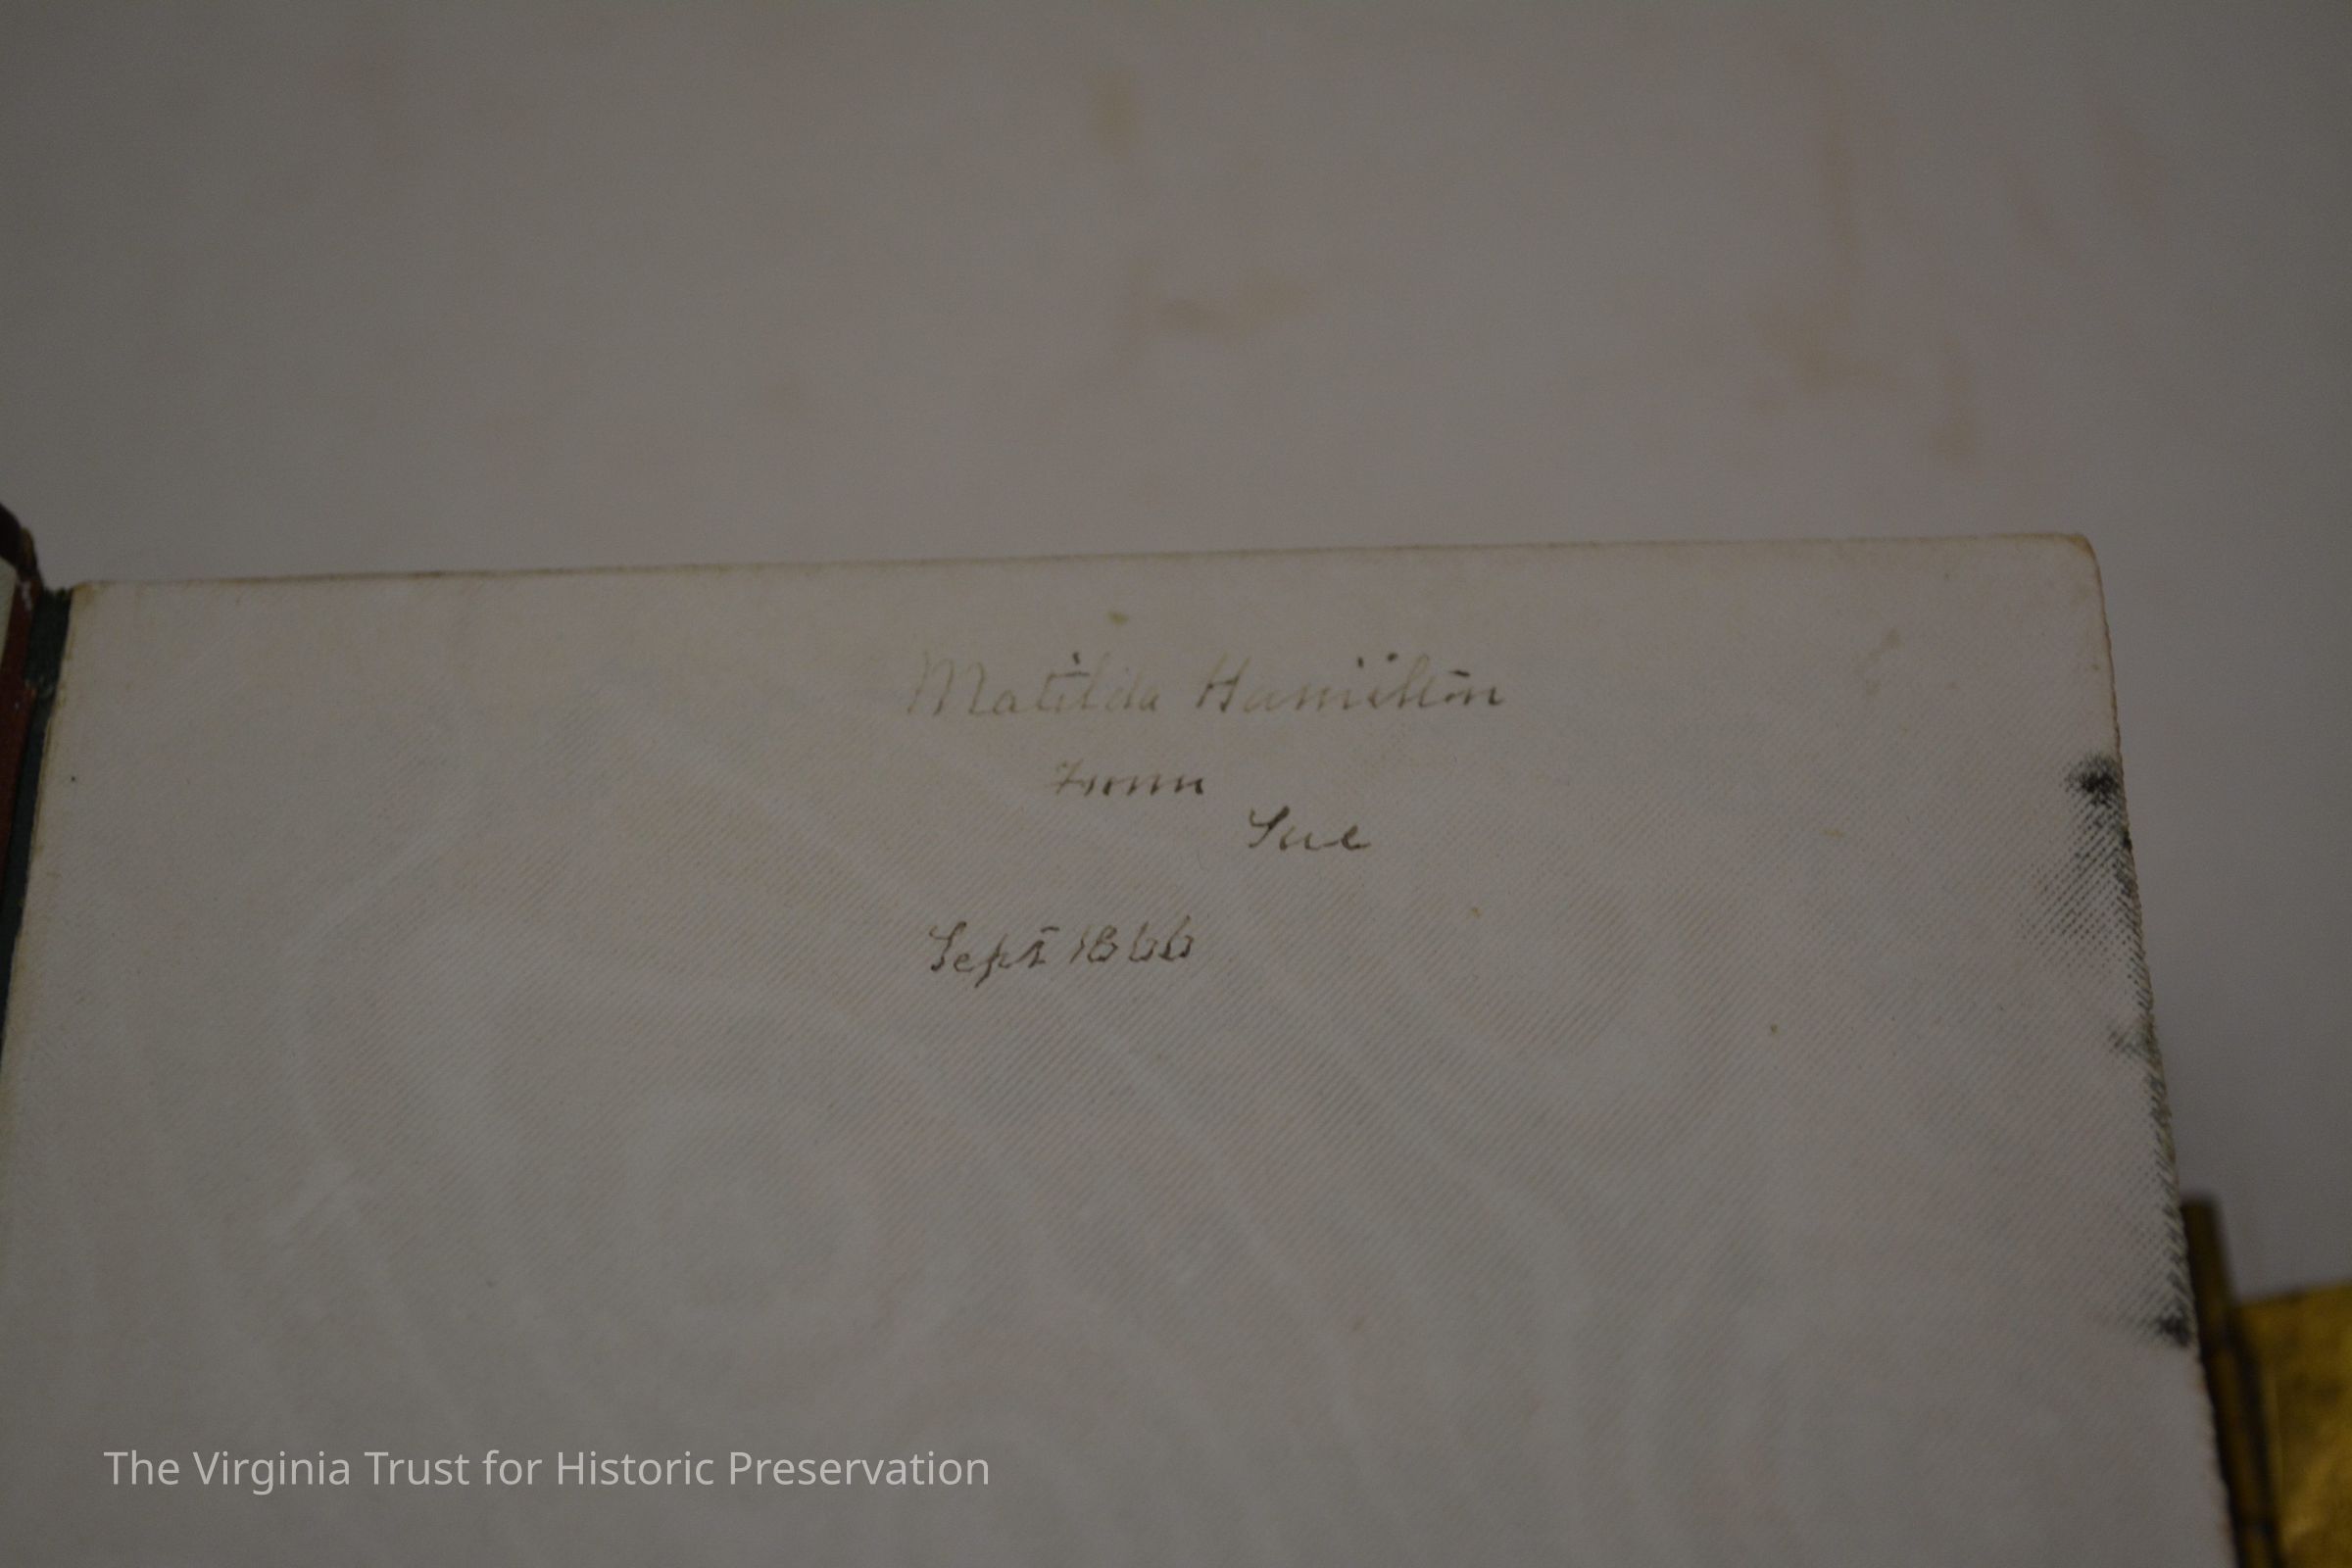 Matilda Hamilton
From
Sue
Sept 1866
The Virginia Trust for Historic Preservation